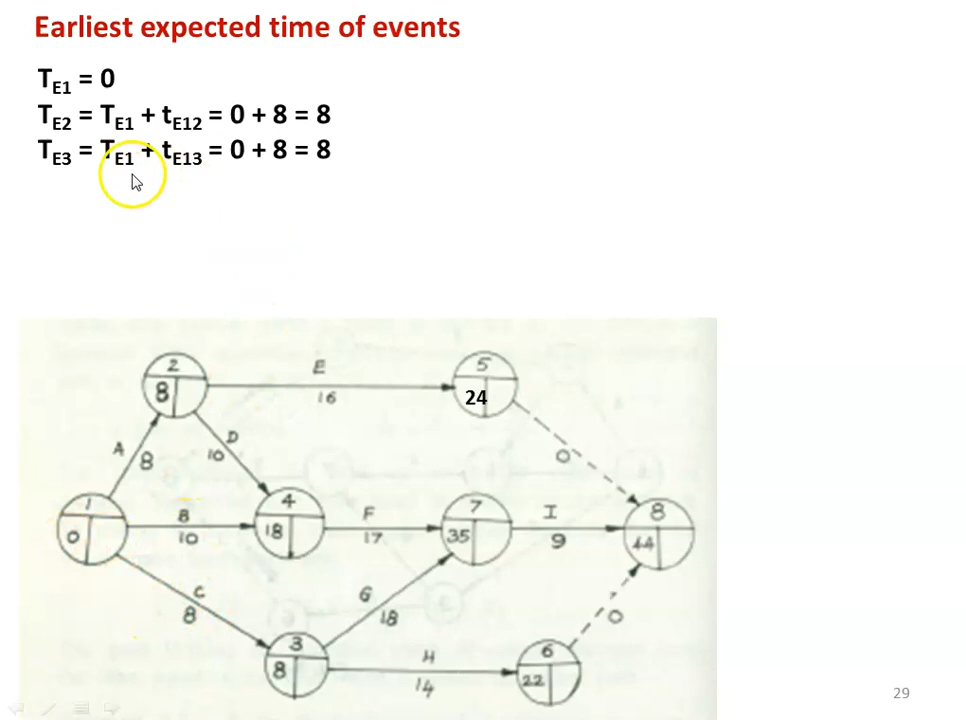 Earliest expected time of events
TE1 = 0
TE2 = TE1 + tE12 = 0 + 8 = 8
TE3 = TE1 + tE13 = 0 + 8 = 8
2
8
E
16
5
24
A
8
D
10
0
1
0
B
10
4
18
F
17
7
35
I
9
8
44
C
8
G
18
0
3
8
H
14
6
22
29